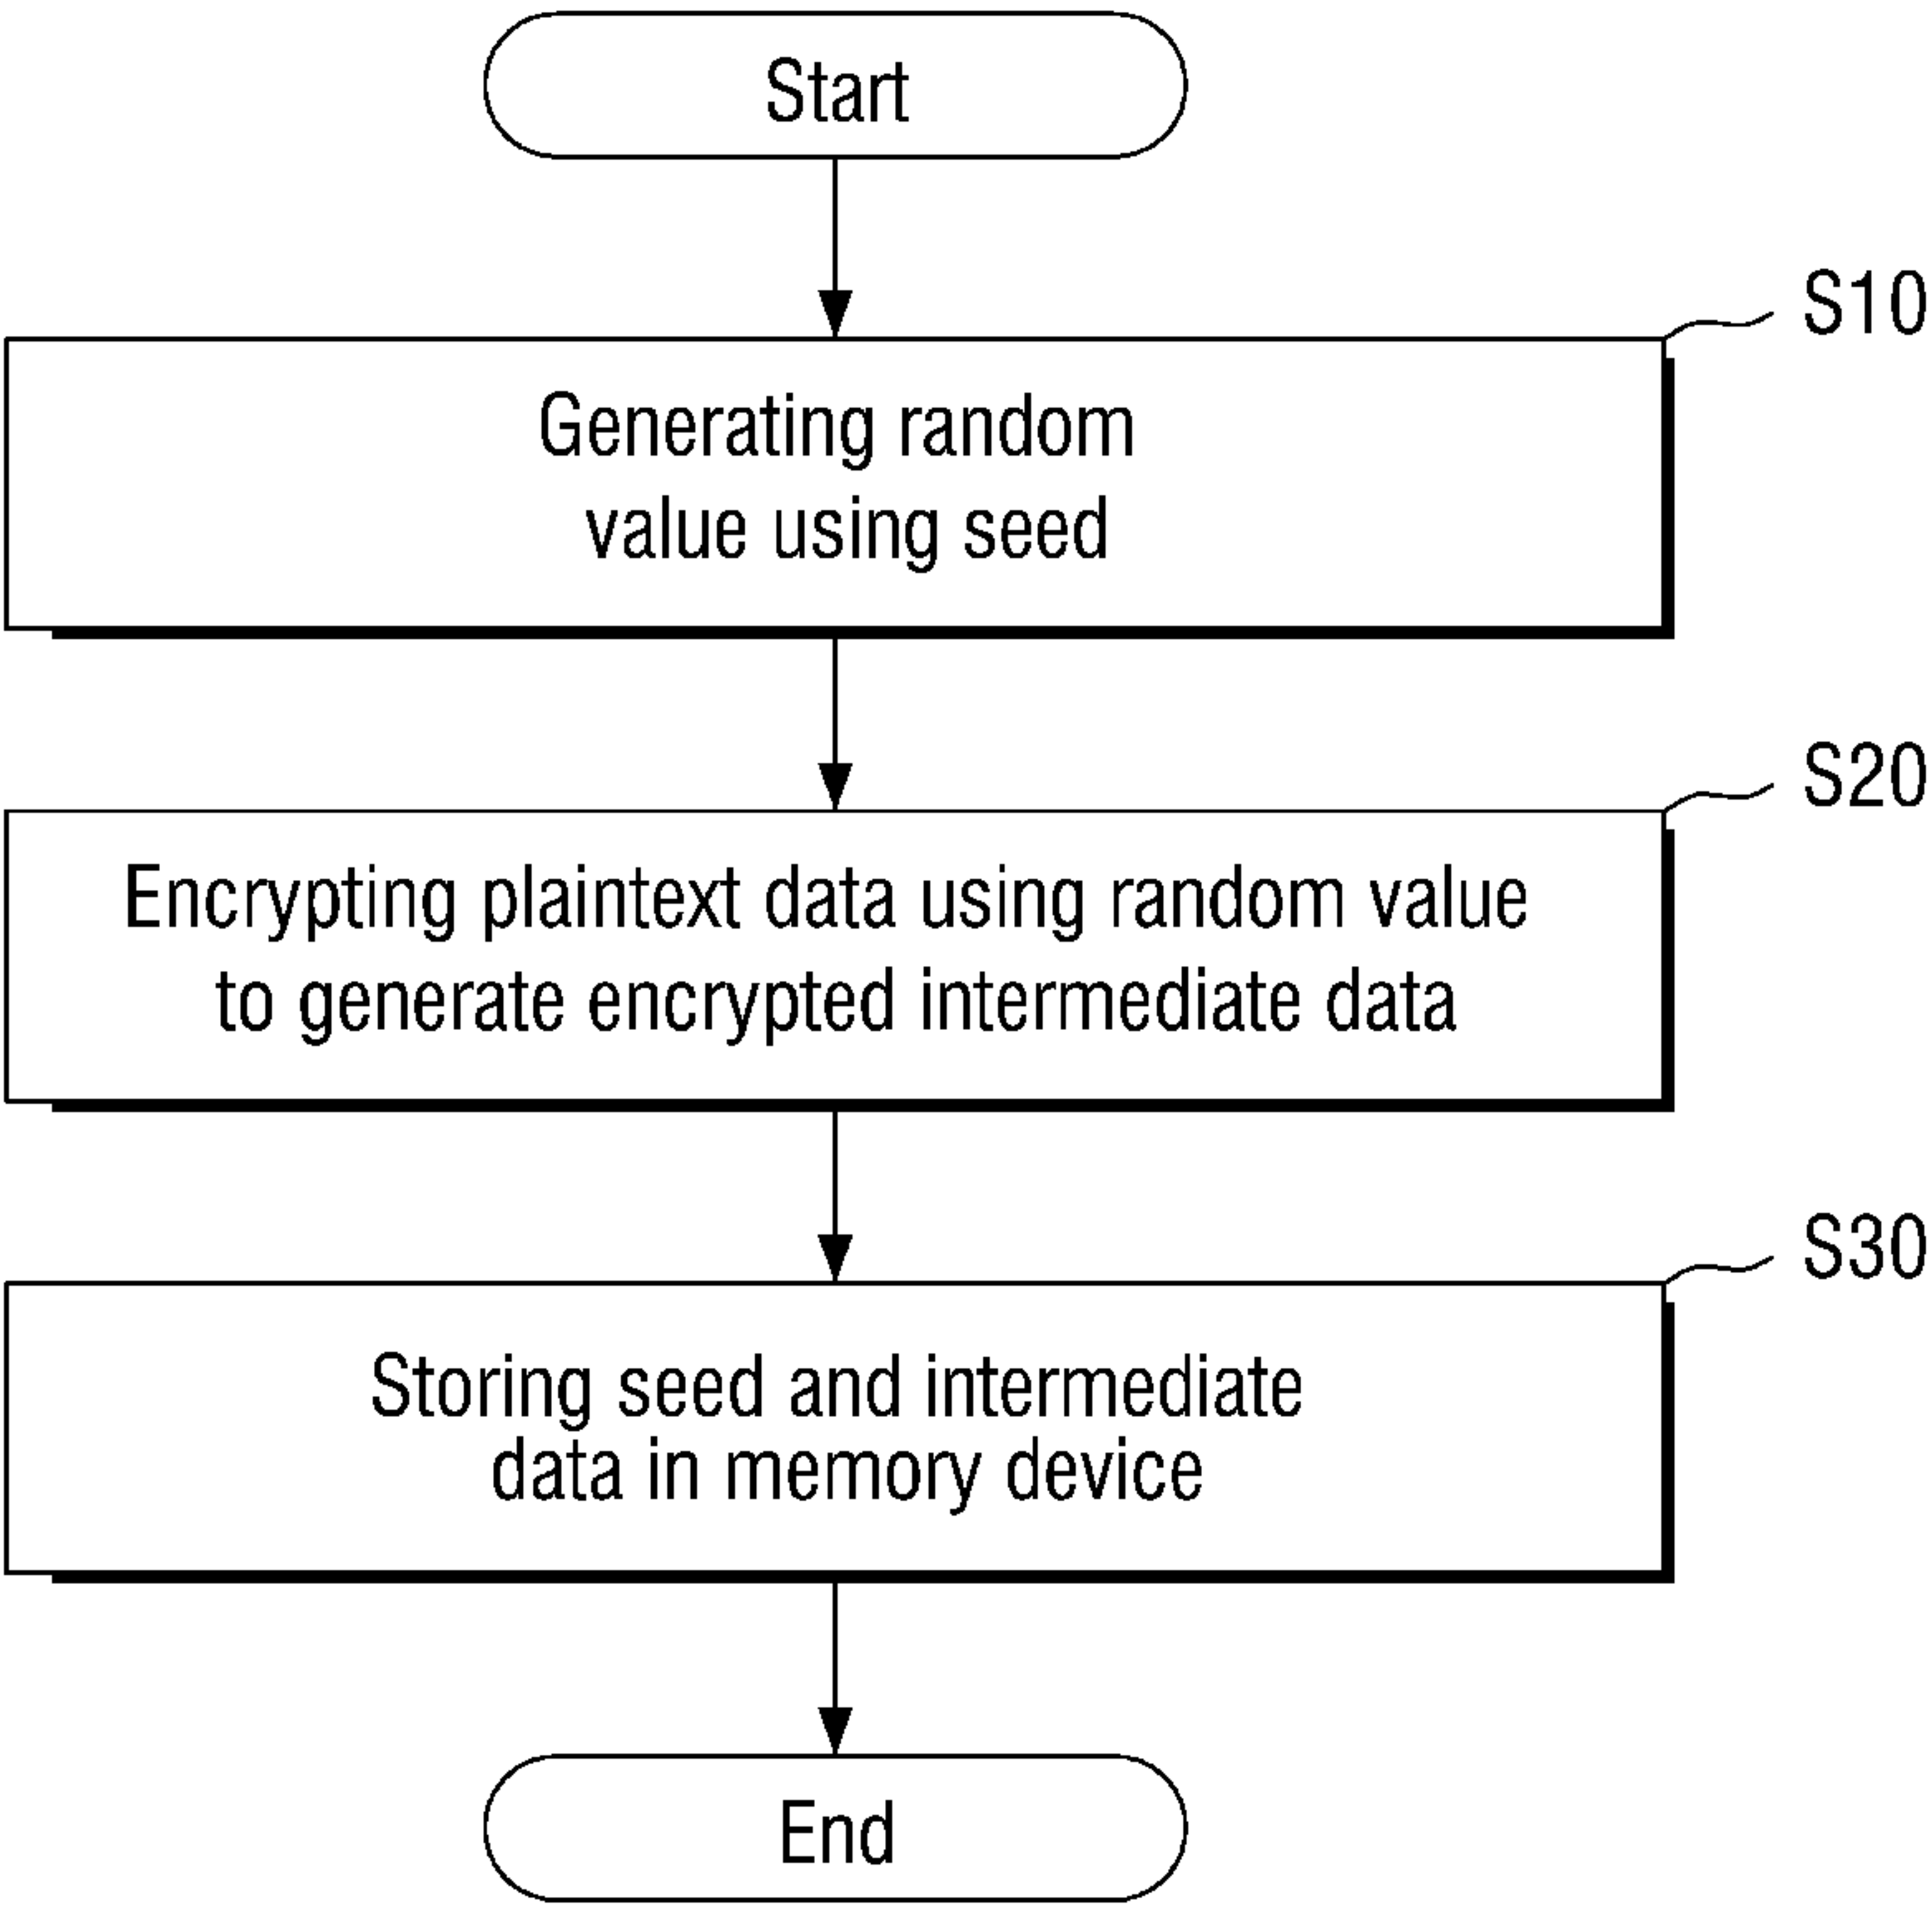 Start
S10
Generating random
value using seed
S20
Encrypting plaintext data using random value
to generate encrypted intermediate data
S30
Storing seed and intermediate
data in memory device
End